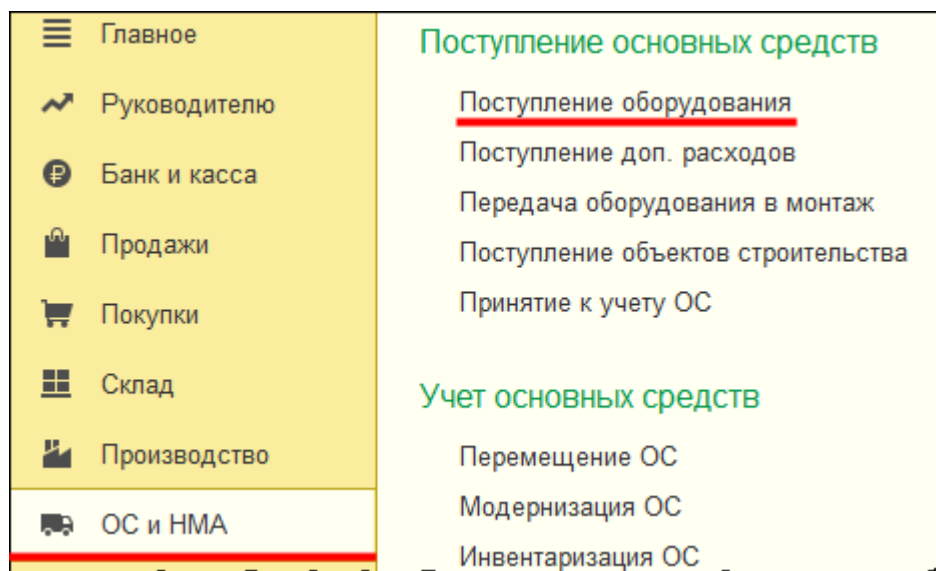 Главное
Руководителю
Банк и касса
Продажи
Покупки
Склад
Производство
ОС и НМА
Поступление основных средств
Поступление оборудования
Поступление доп. расходов
Передача оборудования в монтаж
Поступление объектов строительства
Принятие к учету ОС
Учет основных средств
Перемещение ОС
Модернизация ОС
Инвентаризация ОС